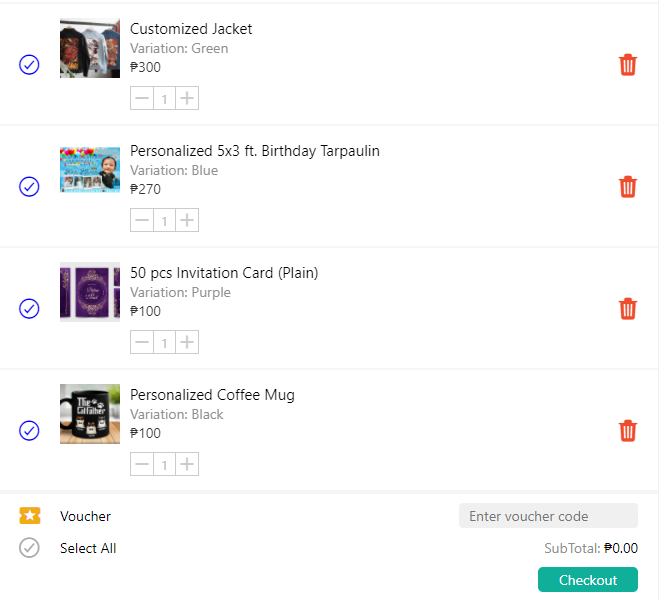 Customized Jacket
Variation: Green
₱300
1
Personalized 5x3 ft. Birthday Tarpaulin
Variation: Blue
₱270
1
50 pcs Invitation Card (Plain)
Variation: Purple
₱100
1
Personalized Coffee Mug
The
CatFather
Variation: Black
₱100
1
Voucher
Enter voucher code
Select All
SubTotal: ₱0.00
Checkout